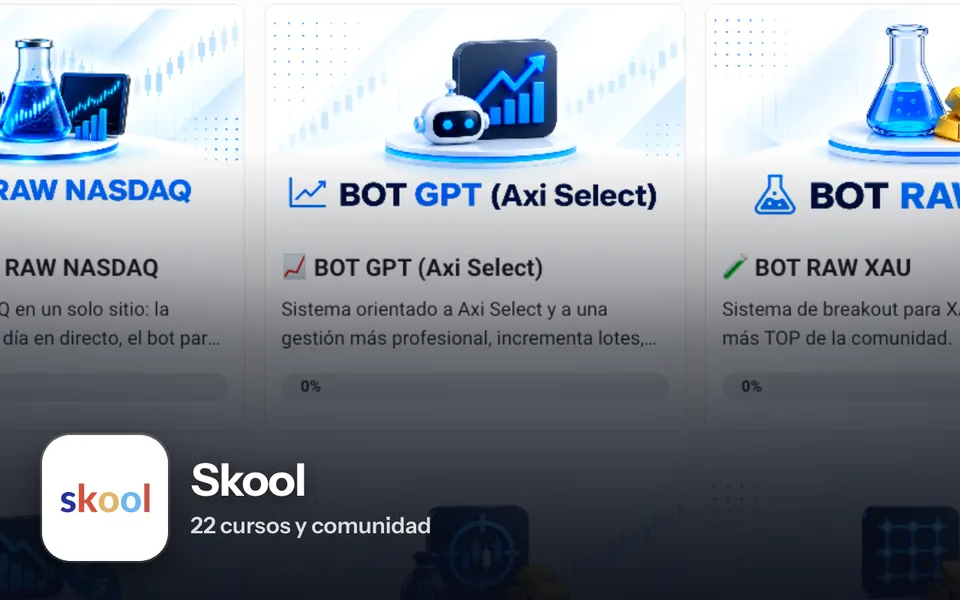 RAW NASDAQ
BOT GPT (Axi Select)
BOT RAW
RAW NASDAQ
Q en un solo sitio: la
día en directo, el bot par...
📈 BOT GPT (Axi Select)
Sistema orientado a Axi Select y a una
gestión más profesional, incrementa lotes,...
0%
🧪 BOT RAW XAU
Sistema de breakout para XA
más TOP de la comunidad.
0%
skool
Skool
22 cursos y comunidad